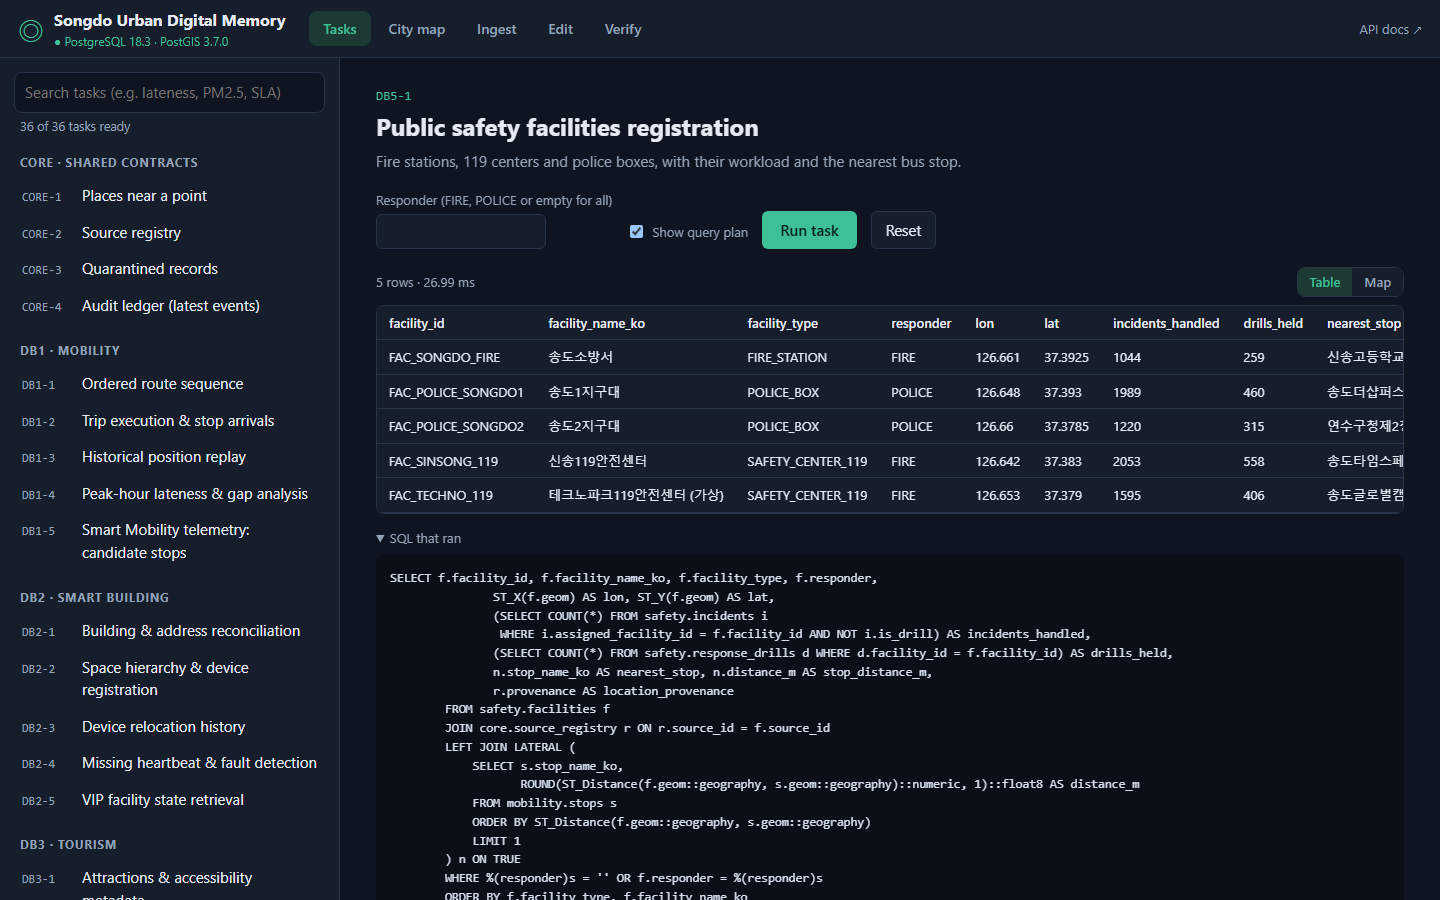 Songdo Urban Digital Memory
● PostgreSQL 18.3 · PostGIS 3.7.0
Tasks
City map
Ingest
Edit
Verify
API docs ↗
Search tasks (e.g. lateness, PM2.5, SLA)
36 of 36 tasks ready
CORE · SHARED CONTRACTS
CORE-1 Places near a point
CORE-2 Source registry
CORE-3 Quarantined records
CORE-4 Audit ledger (latest events)
DB1 · MOBILITY
DB1-1 Ordered route sequence
DB1-2 Trip execution & stop arrivals
DB1-3 Historical position replay
DB1-4 Peak-hour lateness & gap analysis
DB1-5 Smart Mobility telemetry:
candidate stops
DB2 · SMART BUILDING
DB2-1 Building & address reconciliation
DB2-2 Space hierarchy & device
registration
DB2-3 Device relocation history
DB2-4 Missing heartbeat & fault detection
DB2-5 VIP facility state retrieval
DB3 · TOURISM
DB3-1 Attractions & accessibility
metadata
DB5-1
Public safety facilities registration
Fire stations, 119 centers and police boxes, with their workload and the nearest bus stop.
Responder (FIRE, POLICE or empty for all)
Show query plan
Run task
Reset
5 rows · 26.99 ms
Table
Map
facility_id facility_name_ko facility_type responder lon lat incidents_handled drills_held nearest_stop
FAC_SONGDO_FIRE 송도소방서 FIRE_STATION FIRE 126.661 37.3925 1044 259 신송고등학교
FAC_POLICE_SONGDO1 송도1지구대 POLICE_BOX POLICE 126.648 37.393 1989 460 송도더샵퍼스
FAC_POLICE_SONGDO2 송도2지구대 POLICE_BOX POLICE 126.66 37.3785 1220 315 연수구청제2청
FAC_SINSONG_119 신송119안전센터 SAFETY_CENTER_119 FIRE 126.642 37.383 2053 558 송도타임스페
FAC_TECHNO_119 테크노파크119안전센터 (가상) SAFETY_CENTER_119 FIRE 126.653 37.379 1595 406 송도글로벌캠
▼ SQL that ran
SELECT f.facility_id, f.facility_name_ko, f.facility_type, f.responder,
ST_X(f.geom) AS lon, ST_Y(f.geom) AS lat,
(SELECT COUNT(*) FROM safety.incidents i
WHERE i.assigned_facility_id = f.facility_id AND NOT i.is_drill) AS incidents_handled,
(SELECT COUNT(*) FROM safety.response_drills d WHERE d.facility_id = f.facility_id) AS drills_held,
n.stop_name_ko AS nearest_stop, n.distance_m AS stop_distance_m,
r.provenance AS location_provenance
FROM safety.facilities f
JOIN core.source_registry r ON r.source_id = f.source_id
LEFT JOIN LATERAL (
SELECT s.stop_name_ko,
ROUND(ST_Distance(f.geom::geography, s.geom::geography)::numeric, 1)::float8 AS distance_m
FROM mobility.stops s
ORDER BY ST_Distance(f.geom::geography, s.geom::geography)
LIMIT 1
) n ON TRUE
WHERE %(responder)s = '' OR f.responder = %(responder)s
ORDER BY f.facility_type, f.facility_name_ko